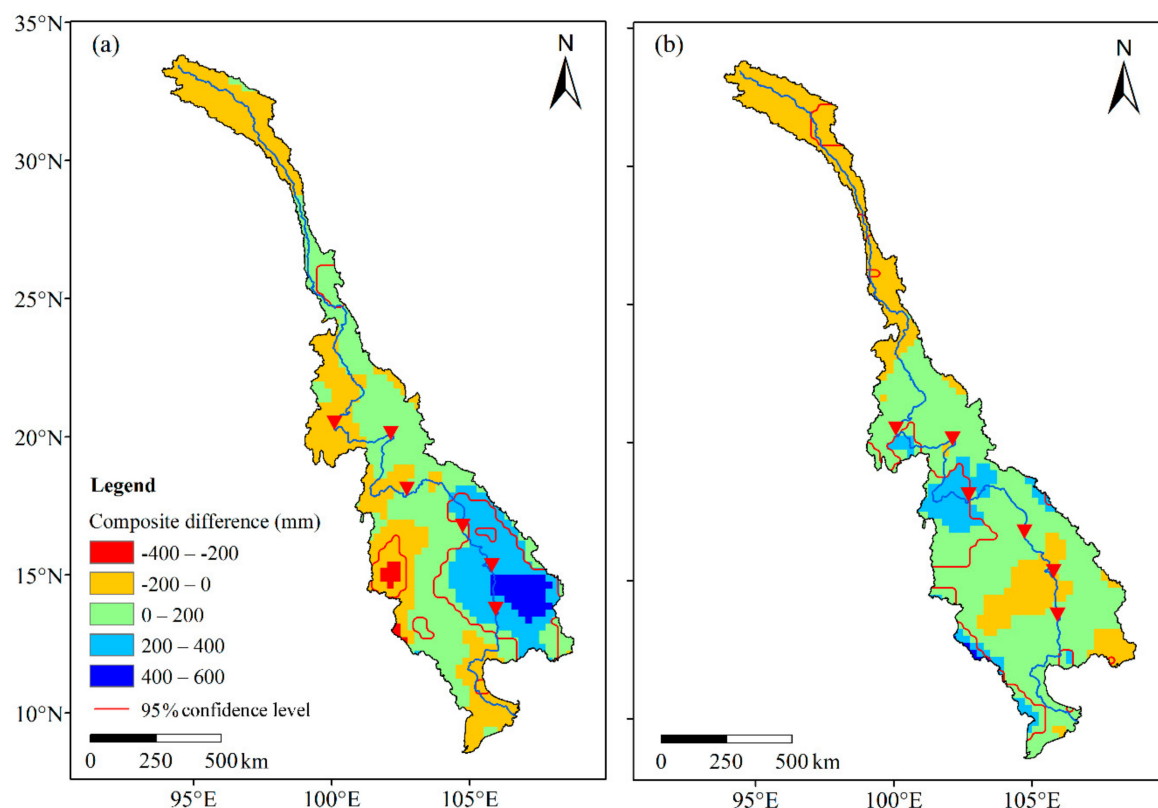 35°N
(a)
N
(b)
N
30°N
25°N
20°N
15°N
10°N
Legend
Composite difference (mm)
-400 – -200
-200 – 0
0 – 200
200 – 400
400 – 600
95% confidence level
0 250 500 km
0 250 500 km
95°E 100°E 105°E
95°E 100°E 105°E